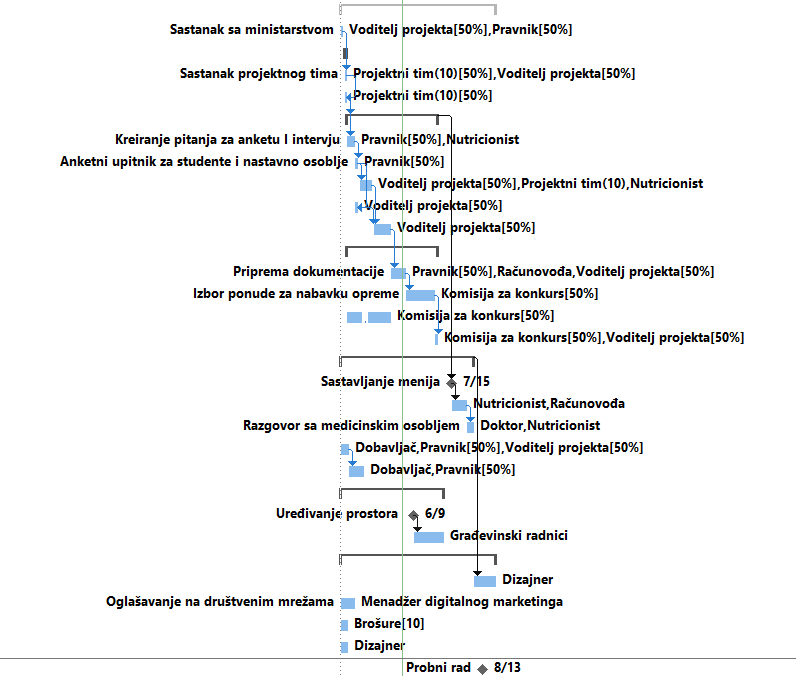 Sastanak sa ministarstvom Voditelj projekta[50%],Pravnik[50%]
Sastanak projektnog tima Projektni tim(10)[50%],Voditelj projekta[50%]
Projektni tim(10)[50%]
Kreiranje pitanja za anketu I intervju Pravnik[50%],Nutricionist
Anketni upitnik za studente i nastavno osoblje Pravnik[50%]
Voditelj projekta[50%],Projektni tim(10),Nutricionist
Voditelj projekta[50%]
Voditelj projekta[50%]
Priprema dokumentacije Pravnik[50%],Računovođa,Voditelj projekta[50%]
Izbor ponude za nabavku opreme Komisija za konkurs[50%]
Komisija za konkurs[50%]
Komisija za konkurs[50%],Voditelj projekta[50%]
Sastavljanje menija 7/15
Nutricionist,Računovođa
Razgovor sa medicinskim osobljem Doktor,Nutricionist
Dobavljač,Pravnik[50%],Voditelj projekta[50%]
Dobavljač,Pravnik[50%]
Uređivanje prostora 6/9
Građevinski radnici
Dizajner
Oglašavanje na društvenim mrežama Menadžer digitalnog marketinga
Brošure[10]
Dizajner
Probni rad 8/13